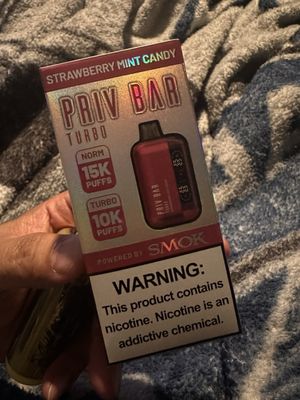 STRAWBERRY MINT CANDY
PRIV BAR
TURBO
NORM
15K
PUFFS
TURBO
10K
PUFFS
PRIV BAR
POWERED BY SMOK
WARNING:
This product contains
nicotine. Nicotine is an
addictive chemical.